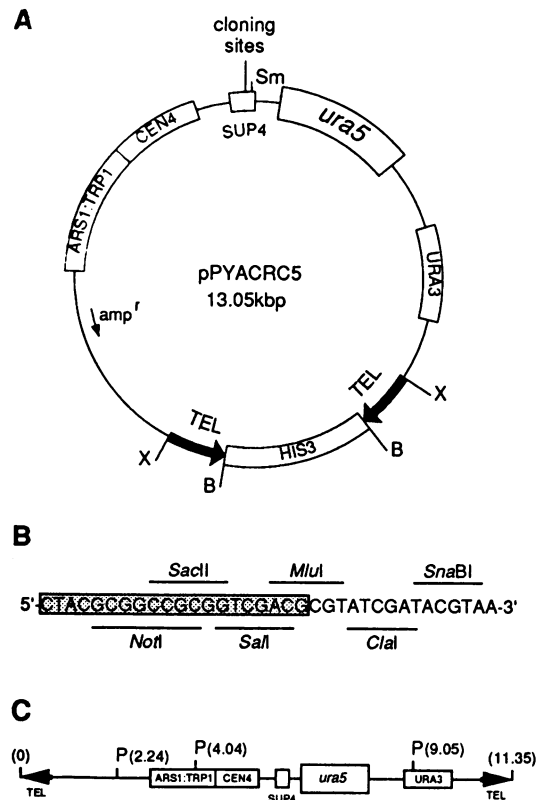 A
cloning
sites
Sm
SUP4
ura5
CEN4
ARS1:TRP1
URA3
pPYACRC5
13.05kbp
amp r
TEL
X
TEL
X
HIS3
B
B
B
SacII
MluI
SnaBI
5'-CTACGCGGCCGCGGTCGACGCGTATCGATACGTAA-3'
NotI
SalI
ClaI
C
(0)
P(2.24)
P(4.04)
P(9.05)
(11.35)
ARS1:TRP1
CEN4
ura5
URA3
TEL
SUP4
TEL